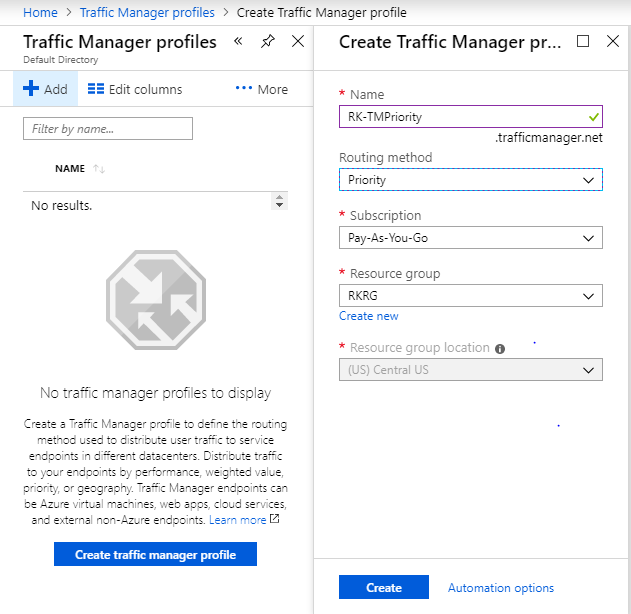 Home > Traffic Manager profiles > Create Traffic Manager profile
Traffic Manager profiles
Default Directory
Add Edit columns ··· More
Filter by name...
NAME ↑↓
No results.
No traffic manager profiles to display
Create a Traffic Manager profile to define the routing
method used to distribute user traffic to service
endpoints in different datacenters. Distribute traffic
to your endpoints by performance, weighted value,
priority, or geography. Traffic Manager endpoints can
be Azure virtual machines, web apps, cloud services,
and external non-Azure endpoints. Learn more
Create traffic manager profile
Create Traffic Manager pr...
* Name
RK-TMPriority
.trafficmanager.net
Routing method
Priority
* Subscription
Pay-As-You-Go
* Resource group
RKRG
Create new
* Resource group location
(US) Central US
Create Automation options